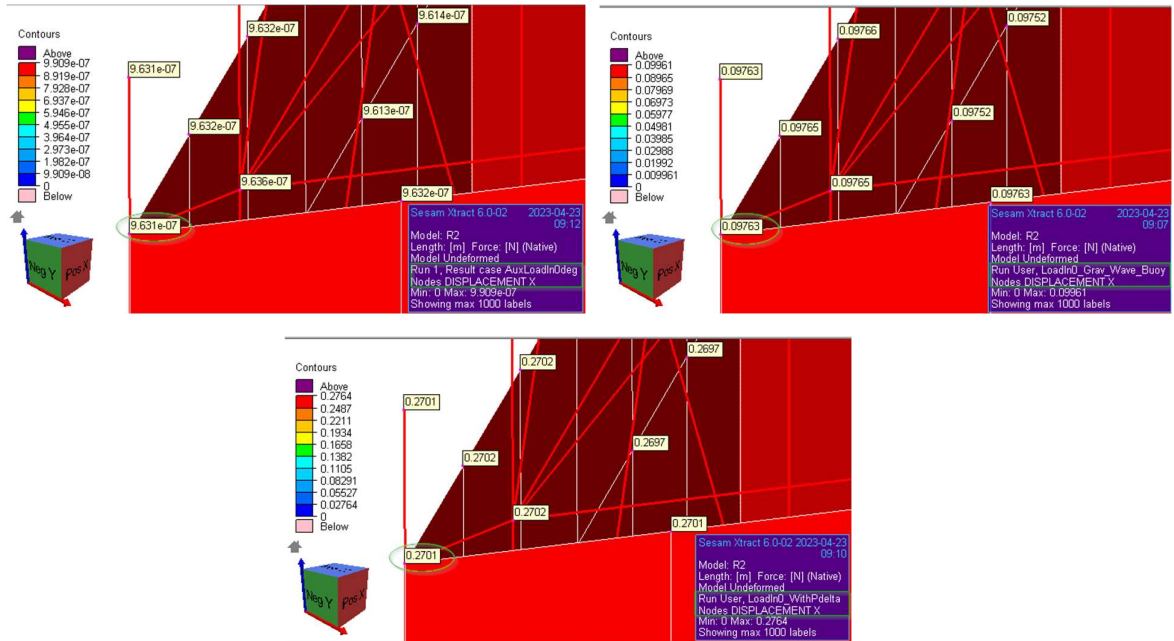 Contours
Above
9.909e-07
8.919e-07
7.928e-07
6.937e-07
5.946e-07
4.955e-07
3.964e-07
2.973e-07
1.982e-07
9.909e-08
0
Below
9.632e-07
9.614e-07
9.631e-07
9.632e-07
9.613e-07
9.636e-07
9.632e-07
9.631e-07
Neg Y
Pos X
Sesam Xtract 6.0-02 2023-04-23
09:12
Model: R2
Length: [m] Force: [N] (Native)
Model Undeformed
Run 1, Result case AuxLoadIn0deg
Nodes DISPLACEMENT X
Min: 0 Max: 9.909e-07
Showing max 1000 labels
Contours
Above
0.09961
0.08965
0.07969
0.06973
0.05977
0.04981
0.03985
0.02988
0.01992
0.009961
0
Below
0.09766
0.09752
0.09763
0.09765
0.09752
0.09765
0.09763
0.09763
Neg Y
Pos X
Sesam Xtract 6.0-02 2023-04-23
09:07
Model: R2
Length: [m] Force: [N] (Native)
Model Undeformed
Run User, LoadIn0_Grav_Wave_Buoy
Nodes DISPLACEMENT X
Min: 0 Max: 0.09961
Showing max 1000 labels
Contours
Above
0.2764
0.2487
0.2211
0.1934
0.1658
0.1382
0.1105
0.08291
0.05527
0.02764
0
Below
0.2702
0.2697
0.2701
0.2702
0.2697
0.2702
0.2701
0.2701
Neg Y
Pos X
Sesam Xtract 6.0-02 2023-04-23
09:10
Model: R2
Length: [m] Force: [N] (Native)
Model Undeformed
Run User, LoadIn0_WithPdelta
Nodes DISPLACEMENT X
Min: 0 Max: 0.2764
Showing max 1000 labels